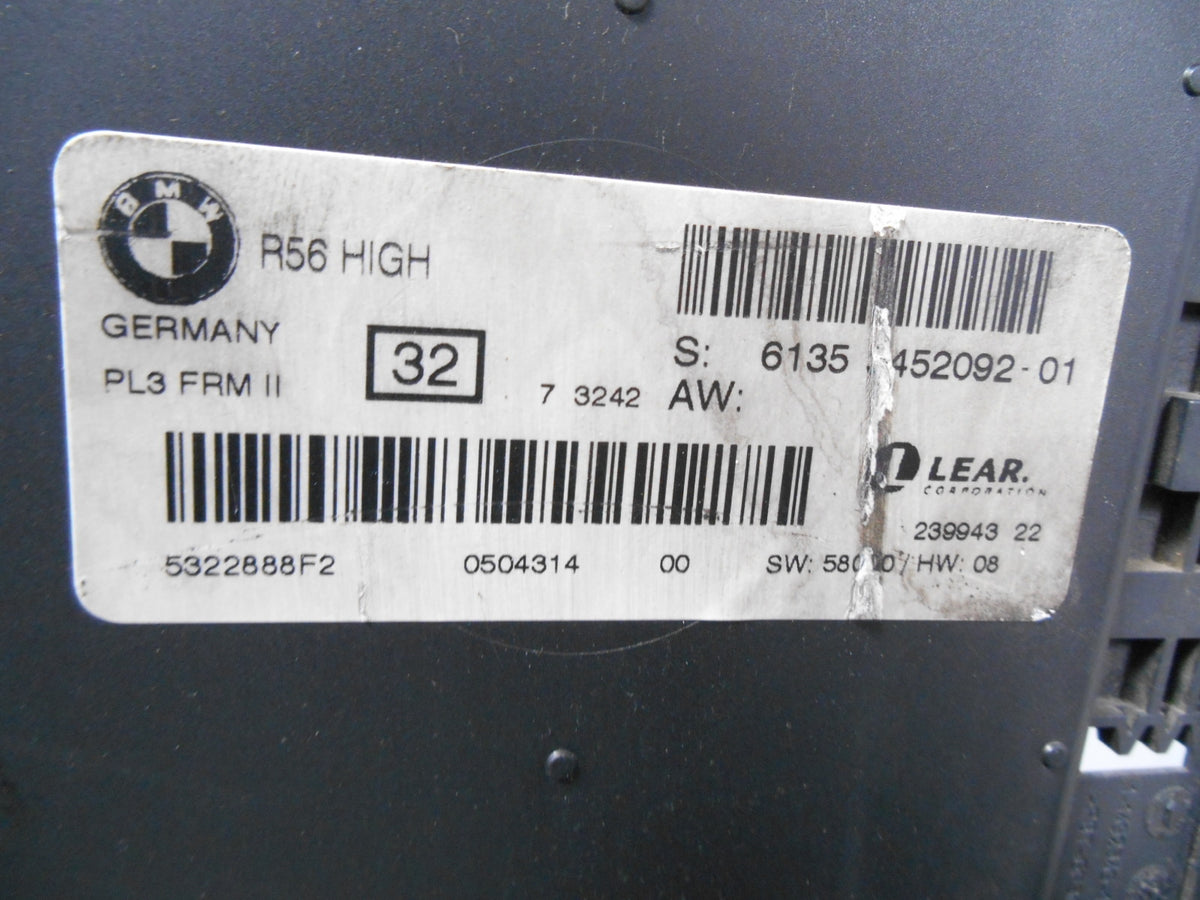 BMW
R56 HIGH
GERMANY
PL3 FRM II
32
7 3242
S: 6135 452092-01
AW:
LEAR.
CORPORATION
239943 22
5322888F2 0504314 00 / HW: 08
SW: